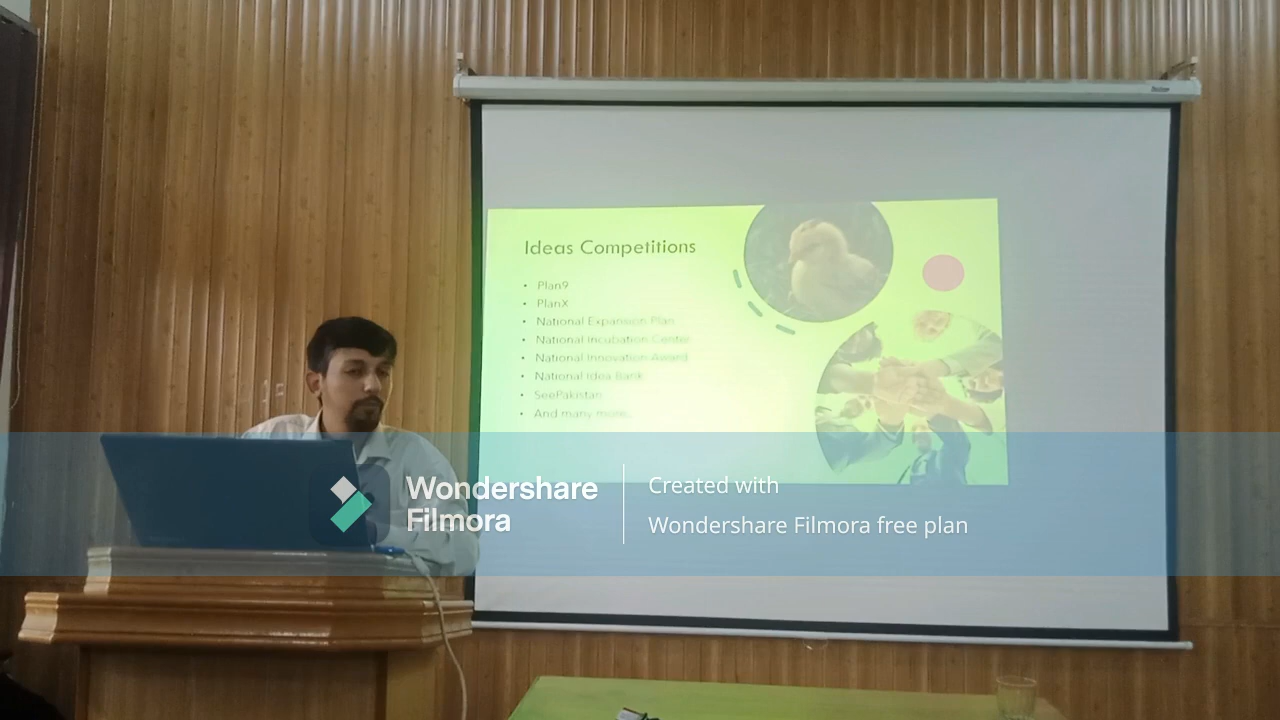 Ideas Competitions
• Plan9
• PlanX
• National Expansion Plan
• National Incubation Center
• National Innovation Award
• National Idea Bank
• SeePakistan
• And many more..
Wondershare
Filmora
Created with
Wondershare Filmora free plan